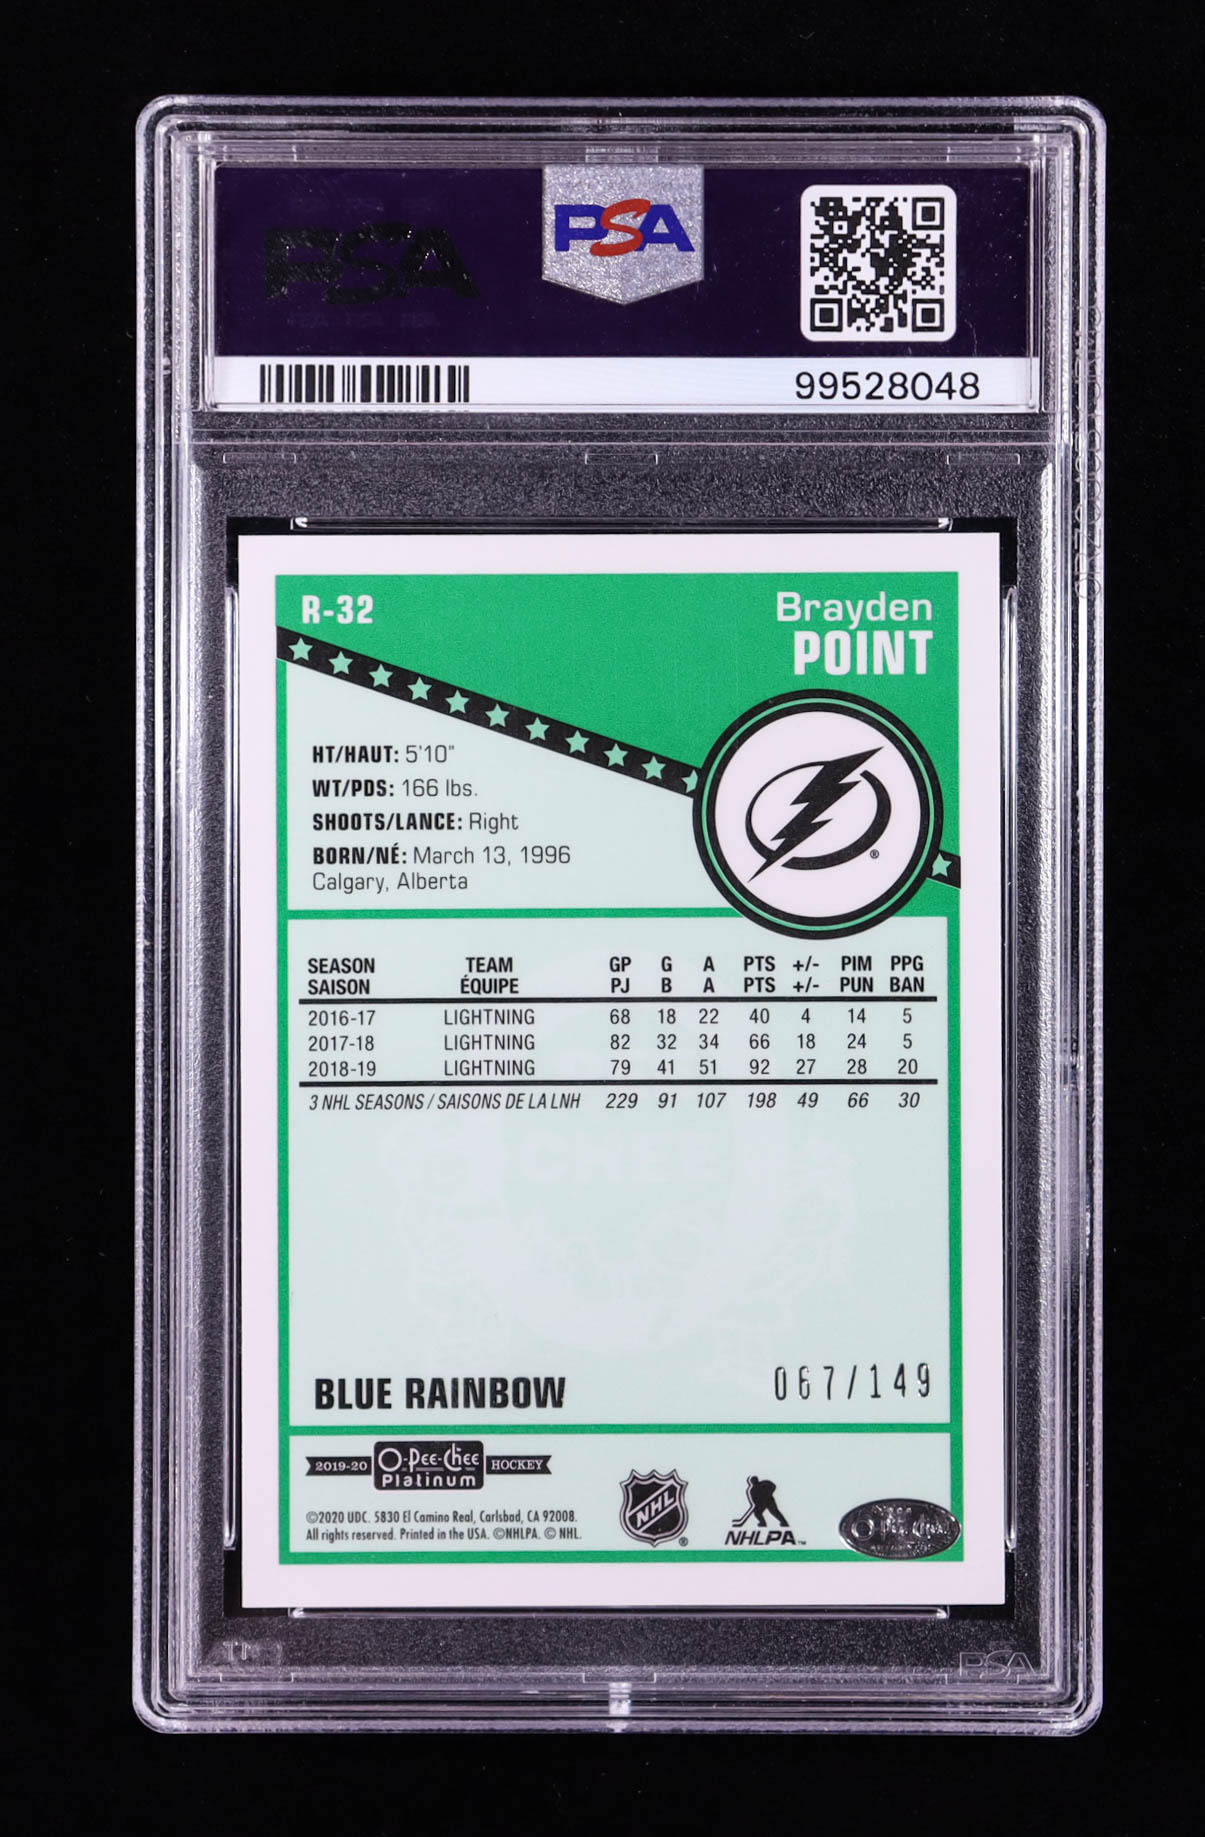 PSA
PSA
99528048
R-32
Brayden
POINT
HT/HAUT: 5'10"
WT/PDS: 166 lbs.
SHOOTS/LANCE: Right
BORN/NÉ: March 13, 1996
Calgary, Alberta
®
SEASON TEAM GP G A PTS +/- PIM PPG
SAISON ÉQUIPE PJ B A PTS +/- PUN BAN
2016-17 LIGHTNING 68 18 22 40 4 14 5
2017-18 LIGHTNING 82 32 34 66 18 24 5
2018-19 LIGHTNING 79 41 51 92 27 28 20
3 NHL SEASONS / SAISONS DE LA LNH 229 91 107 198 49 66 30
BLUE RAINBOW
067/149
2019-20 O-Pee-Chee HOCKEY
Platinum
©2020 UDC. 5830 El Camino Real, Carlsbad, CA 92008.
All rights reserved. Printed in the USA. ©NHLPA. © NHL.
NHL ®
NHLPA™
O-Pee-Chee
PSA